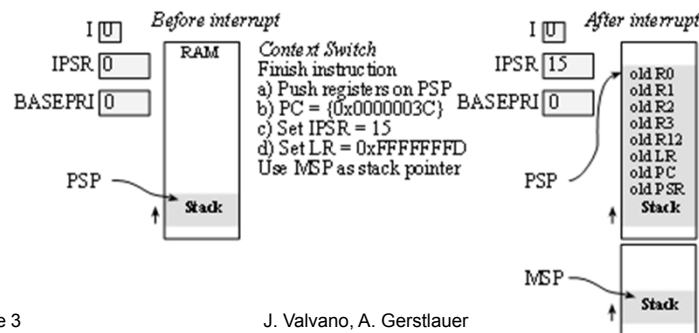 Before interrupt
I 0
IPSR 0
BASEPRI 0
RAM
PSP
Stack
Context Switch
Finish instruction
a) Push registers on PSP
b) PC = {0x0000003C}
c) Set IPSR = 15
d) Set LR = 0xFFFFFFFD
Use MSP as stack pointer
After interrupt
I 0
IPSR 15
BASEPRI 0
old R0
old R1
old R2
old R3
old R12
old LR
old PC
old PSR
PSP
Stack
MSP
Stack
e 3
J. Valvano, A. Gerstlauer